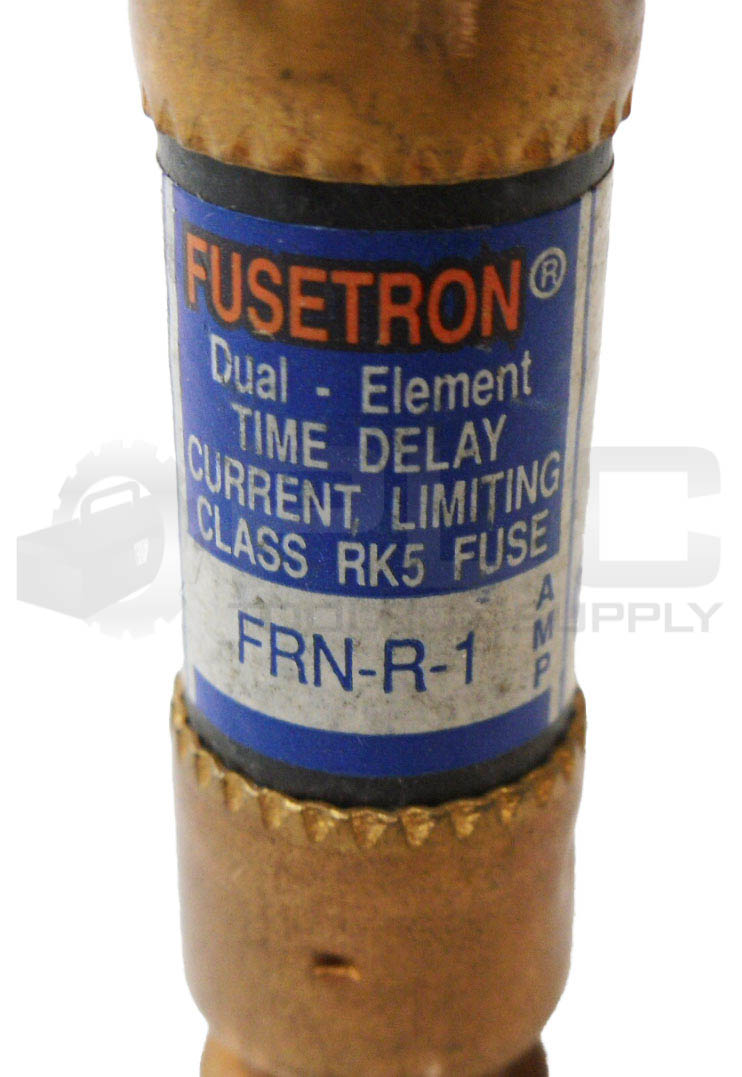 FUSETRON®
Dual - Element
TIME DELAY
CURRENT LIMITING
CLASS RK5 FUSE
FRN-R-1
AMP